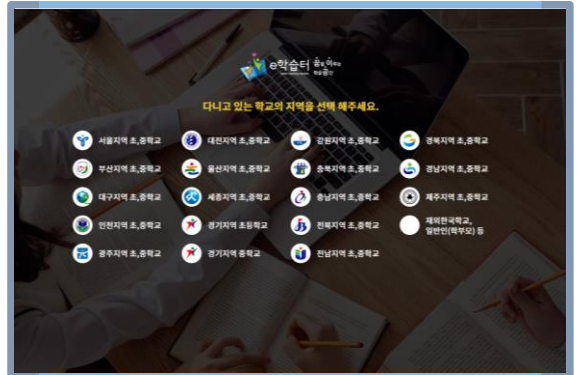 e학습터 꿈을이루는
학습공간
다니고 있는 학교의 지역을 선택 해주세요.
서울지역 초,중학교
대전지역 초,중학교
강원지역 초,중학교
경북지역 초,중학교
부산지역 초,중학교
울산지역 초,중학교
충북지역 초,중학교
경남지역 초,중학교
대구지역 초,중학교
세종지역 초,중학교
충남지역 초,중학교
제주지역 초,중학교
인천지역 초,중학교
경기지역 초등학교
전북지역 초,중학교
재외한국학교,
일반인(학부모) 등
광주지역 초,중학교
경기지역 중학교
전남지역 초,중학교